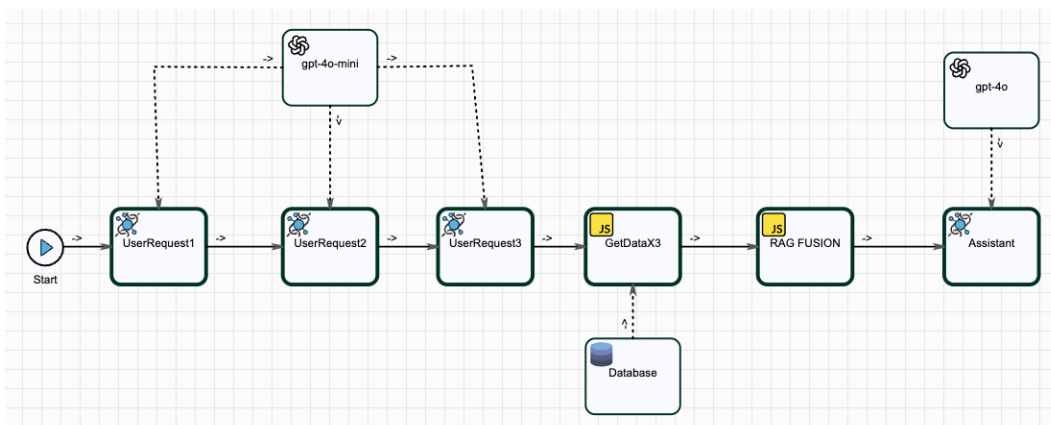 gpt-4o-mini
gpt-4o
->
->
->
->
UserRequest1
UserRequest2
UserRequest3
JS
GetDataX3
JS
RAG FUSION
Assistant
->
->
->
->
->
->
Start
->
Database